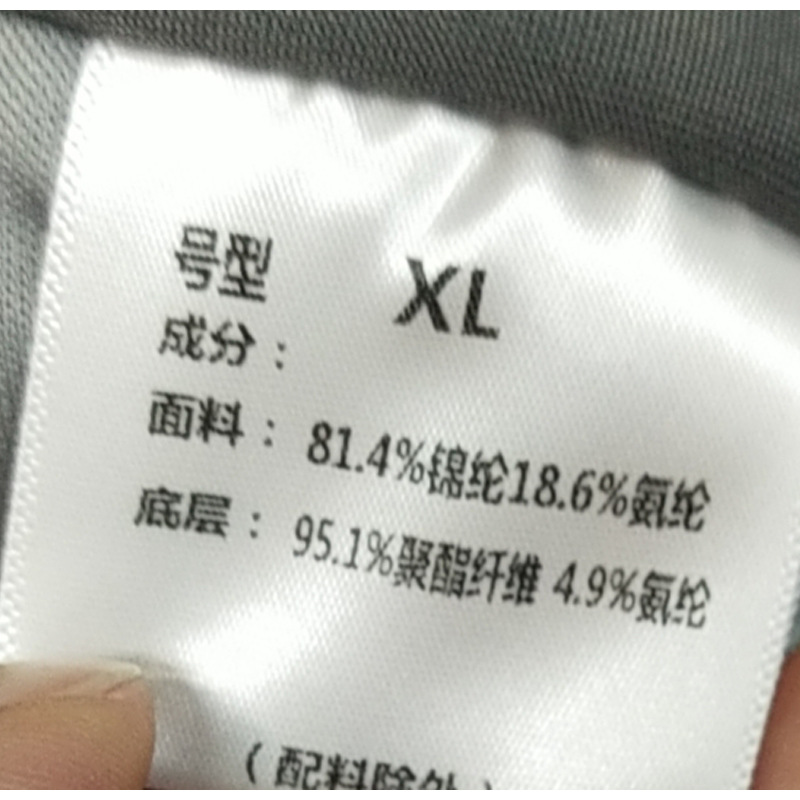 号型 XL
成分：
面料：81.4%锦纶18.6%氨纶
底层：95.1%聚酯纤维 4.9%氨纶
（配料除外）